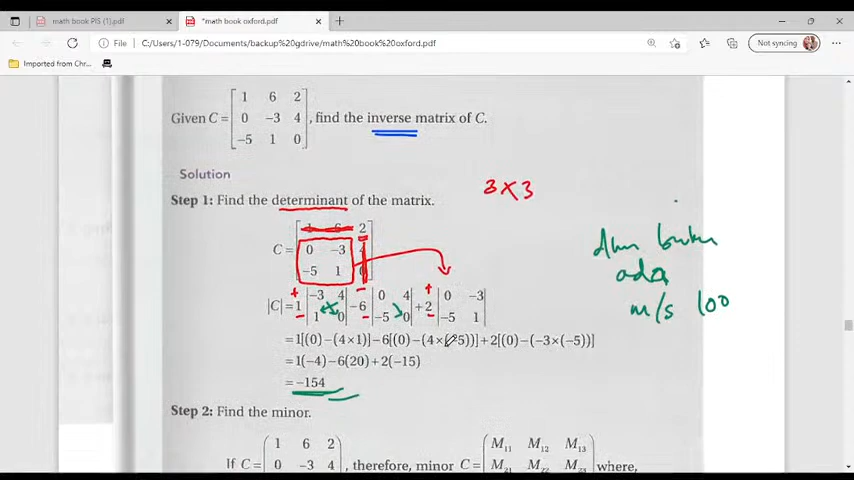 math book PIS (1).pdf
*math book oxford.pdf
File
C:/Users/1-079/Documents/backup%20gdrive/math%20book%20oxford.pdf
Not syncing
Imported from Chr...
Given C = [1 6 2
0 −3 4
−5 1 0], find the inverse matrix of C.
Solution
Step 1: Find the determinant of the matrix.
3×3
C = [1 6 2
0 −3 4
−5 1 0]
ada
m/s 100
+ − +
|C| = 1 |−3 4 1 0| − 6 |0 4 −5 0| + 2 |0 −3 −5 1|
= 1[(0) − (4×1)] − 6[(0) − (4×(−5))] + 2[(0) − (−3×(−5))]
= 1(−4) − 6(20) + 2(−15)
= −154
Step 2: Find the minor.
If C = (1 6 2
0 −3 4
, therefore, minor C = (M11 M12 M13
M21 M22 M23
where,